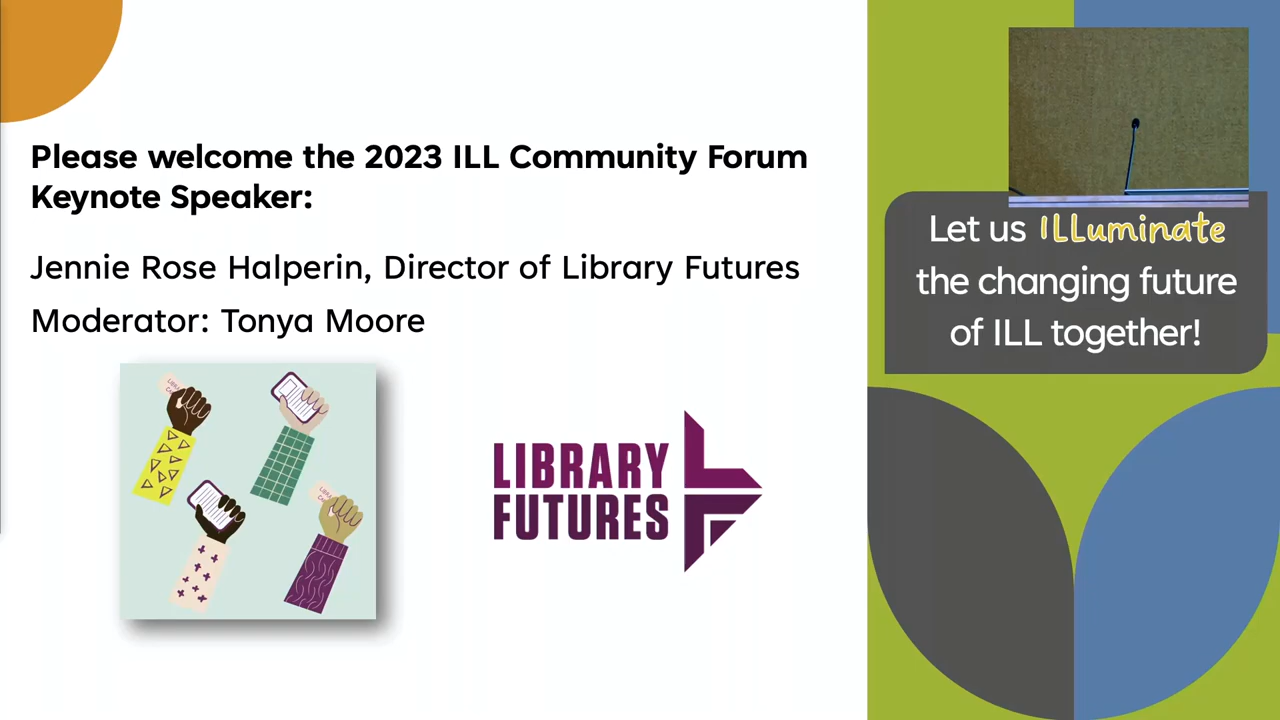 Please welcome the 2023 ILL Community Forum
Keynote Speaker:
Jennie Rose Halperin, Director of Library Futures
Moderator: Tonya Moore
LIBRARY
FUTURES
Let us ILLuminate
the changing future
of ILL together!